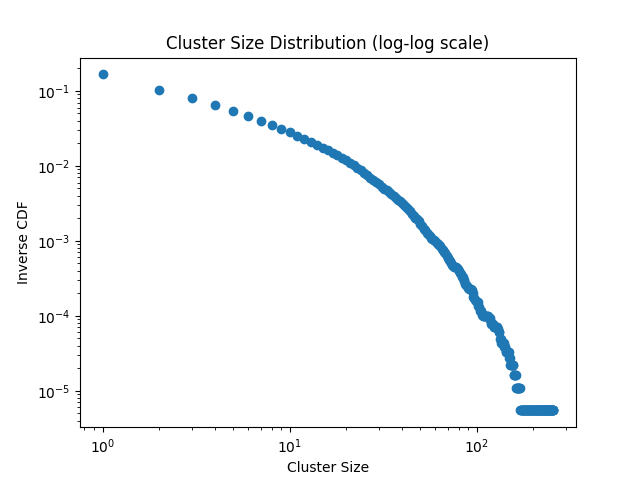 Cluster Size Distribution (log-log scale)
10⁻¹
10⁻²
10⁻³
10⁻⁴
10⁻⁵
Inverse CDF
10⁰ 10¹ 10²
Cluster Size